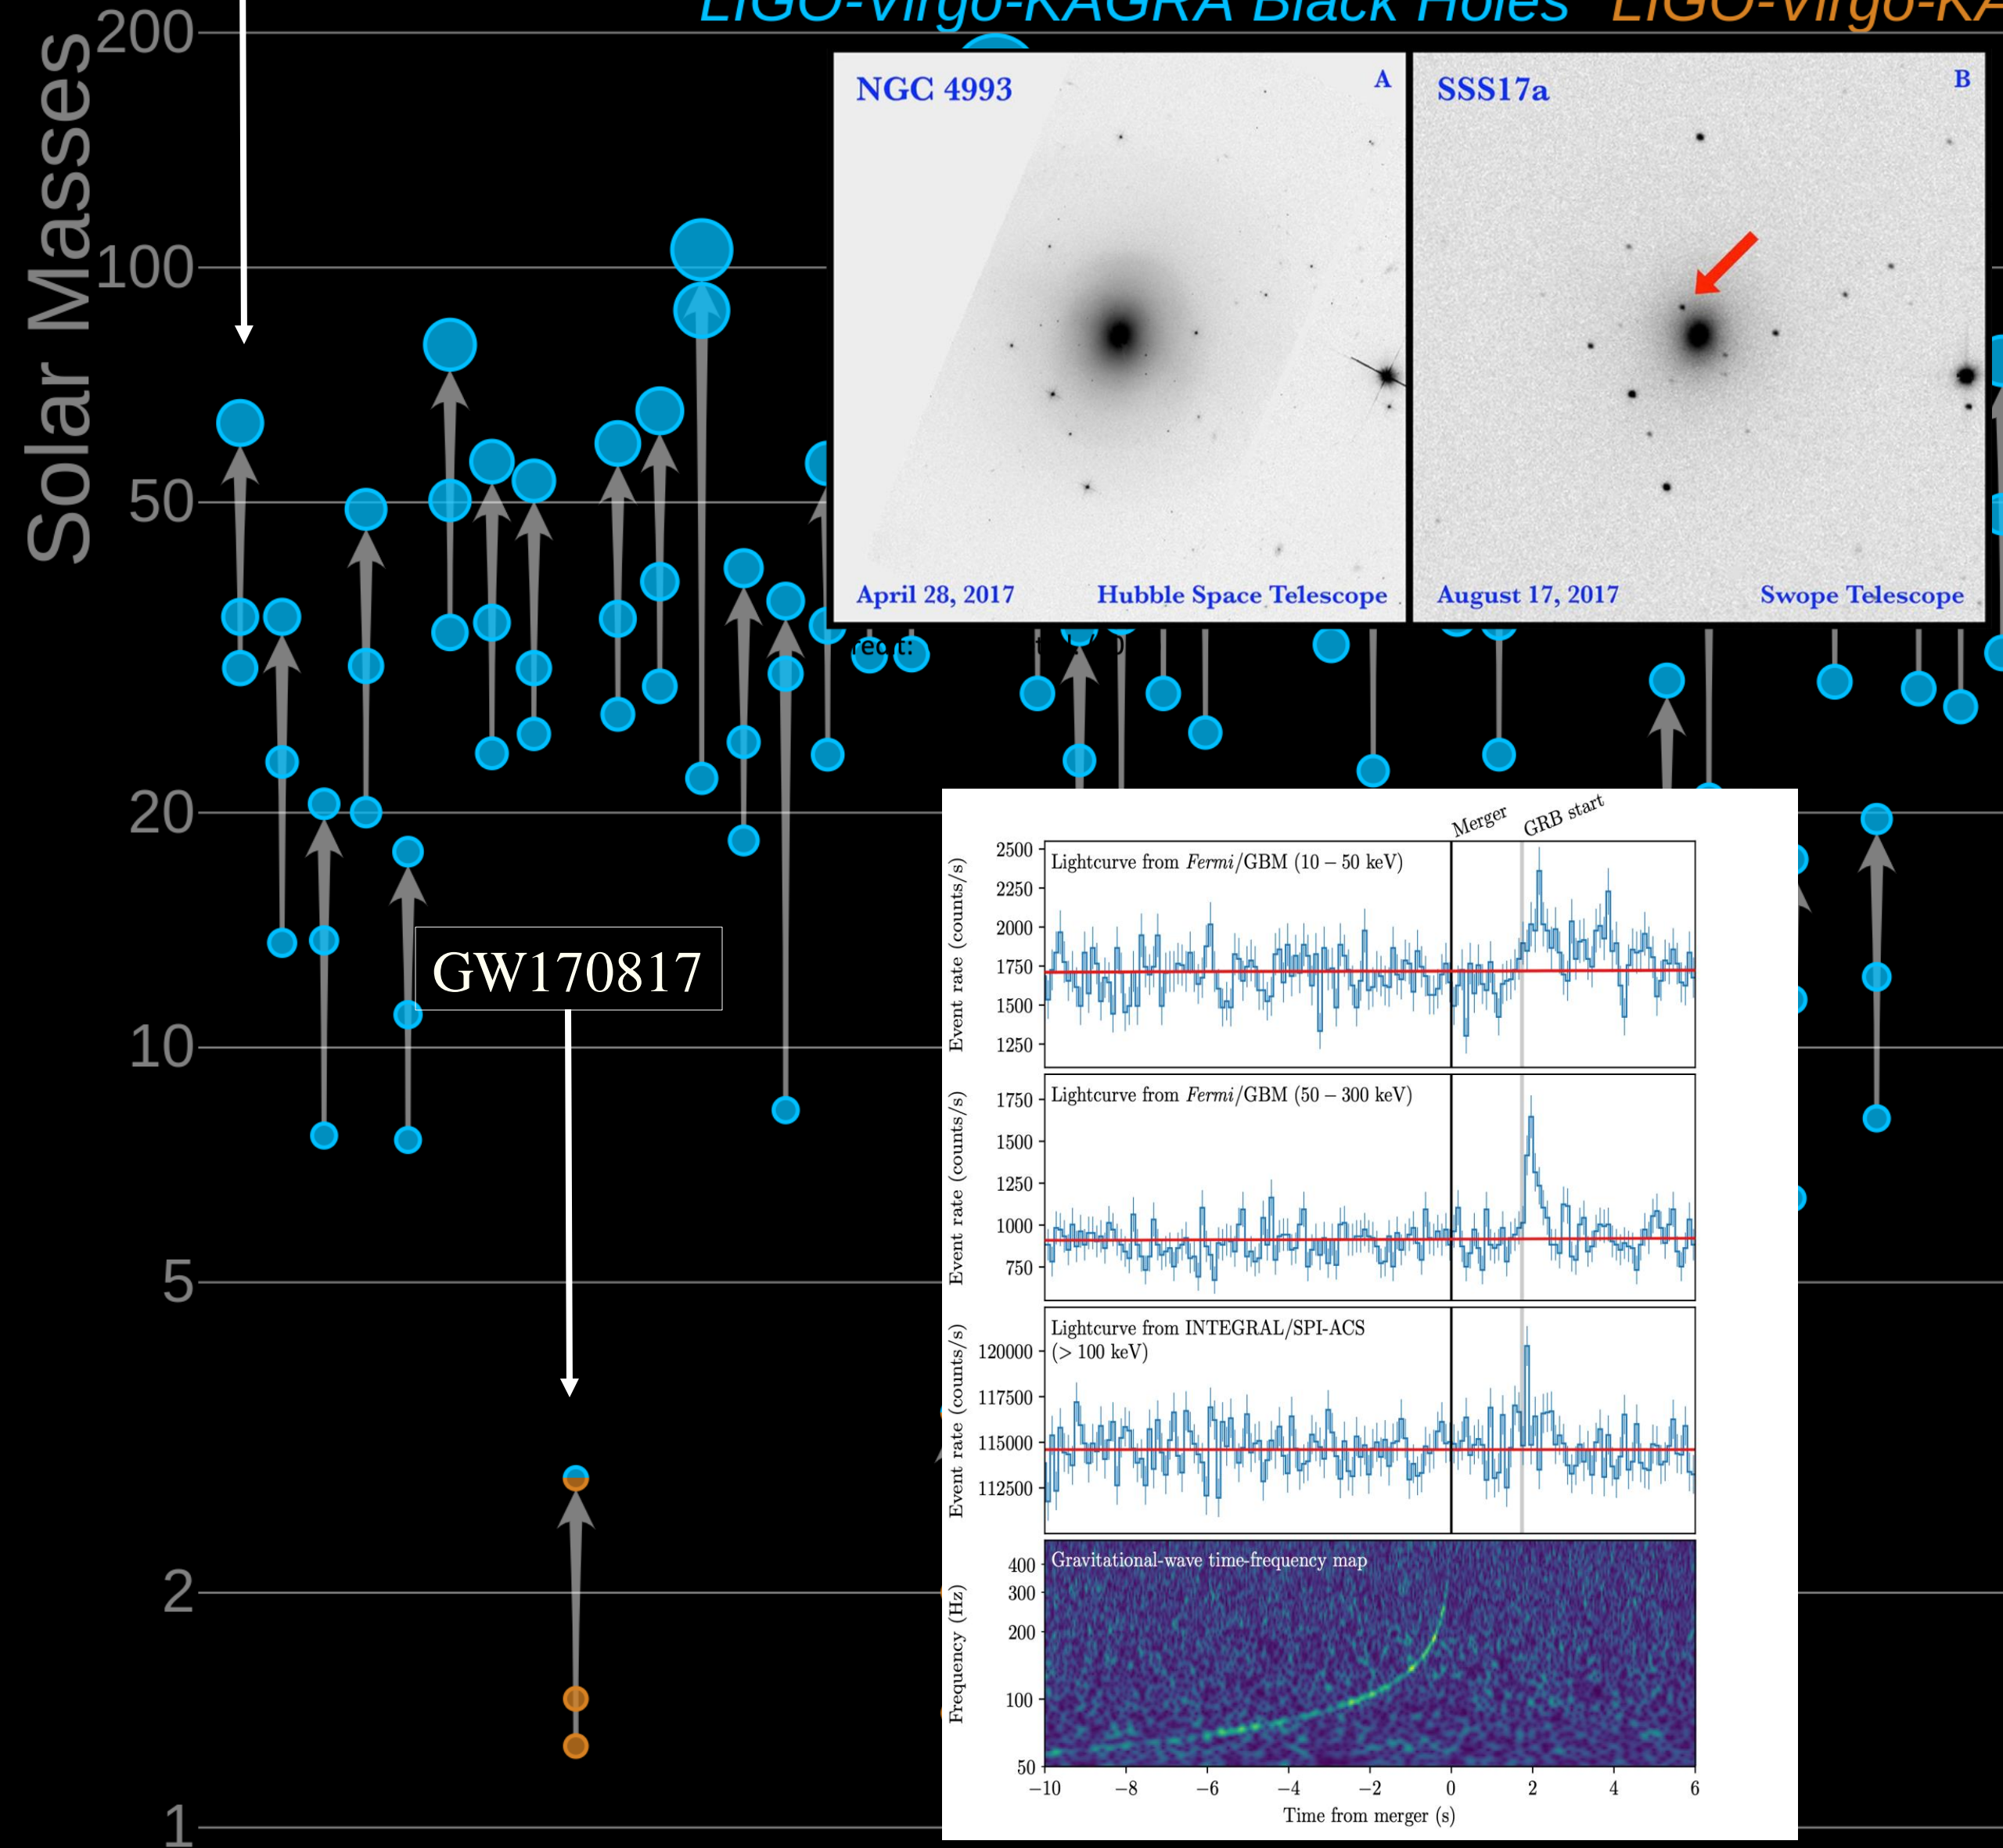 LIGO-Virgo-KAGRA Black Holes LIGO-Virgo-KA
Solar Masses
200
100
50
20
10
5
2
1
NGC 4993
A
April 28, 2017
Hubble Space Telescope
SSS17a
B
August 17, 2017
Swope Telescope
GW170817
Merger
GRB start
Lightcurve from Fermi/GBM (10 – 50 keV)
Event rate (counts/s)
2500
2250
2000
1750
1500
1250
Lightcurve from Fermi/GBM (50 – 300 keV)
Event rate (counts/s)
1750
1500
1250
1000
750
Lightcurve from INTEGRAL/SPI-ACS
(> 100 keV)
Event rate (counts/s)
120000
117500
115000
112500
Gravitational-wave time-frequency map
Frequency (Hz)
400
300
200
100
50
−10 −8 −6 −4 −2 0 2 4 6
Time from merger (s)